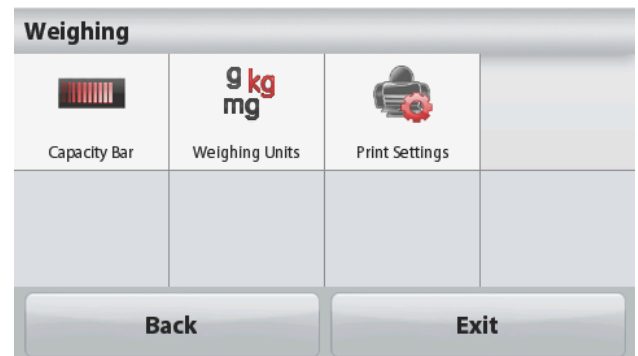 Weighing
g kg
mg
Capacity Bar
Weighing Units
Print Settings
Back
Exit